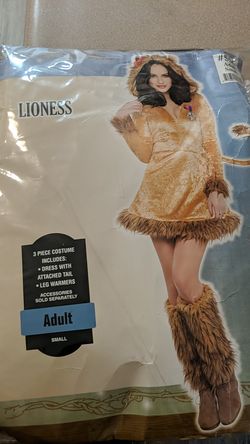 LIONESS
3 PIECE COSTUME
INCLUDES:
• DRESS WITH
ATTACHED TAIL
• LEG WARMERS
ACCESSORIES
SOLD SEPARATELY
Adult
SMALL